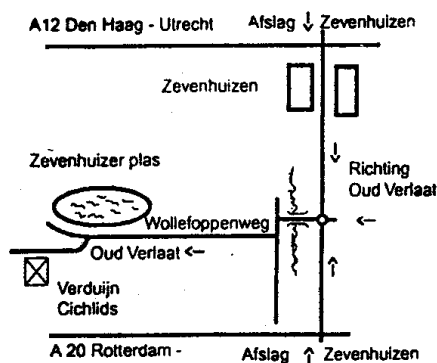 A12 Den Haag - Utrecht
Afslag ↓ Zevenhuizen
Zevenhuizen
Zevenhuizer plas
Richting
Oud Verlaat
Wollefoppenweg
Oud Verlaat ←
Verduijn
Cichlids
A 20 Rotterdam -
Afslag ↑ Zevenhuizen